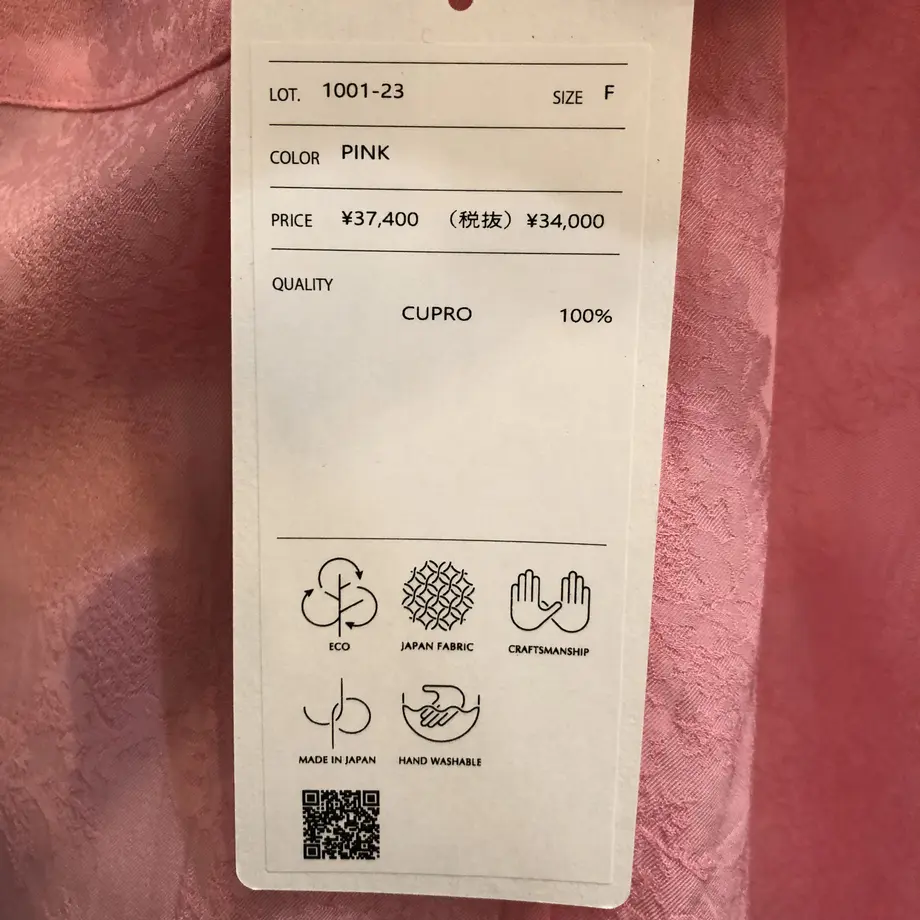 LOT. 1001-23 SIZE F
COLOR PINK
PRICE ¥37,400 (税抜) ¥34,000
QUALITY
CUPRO 100%
ECO JAPAN FABRIC CRAFTSMANSHIP
MADE IN JAPAN HAND WASHABLE